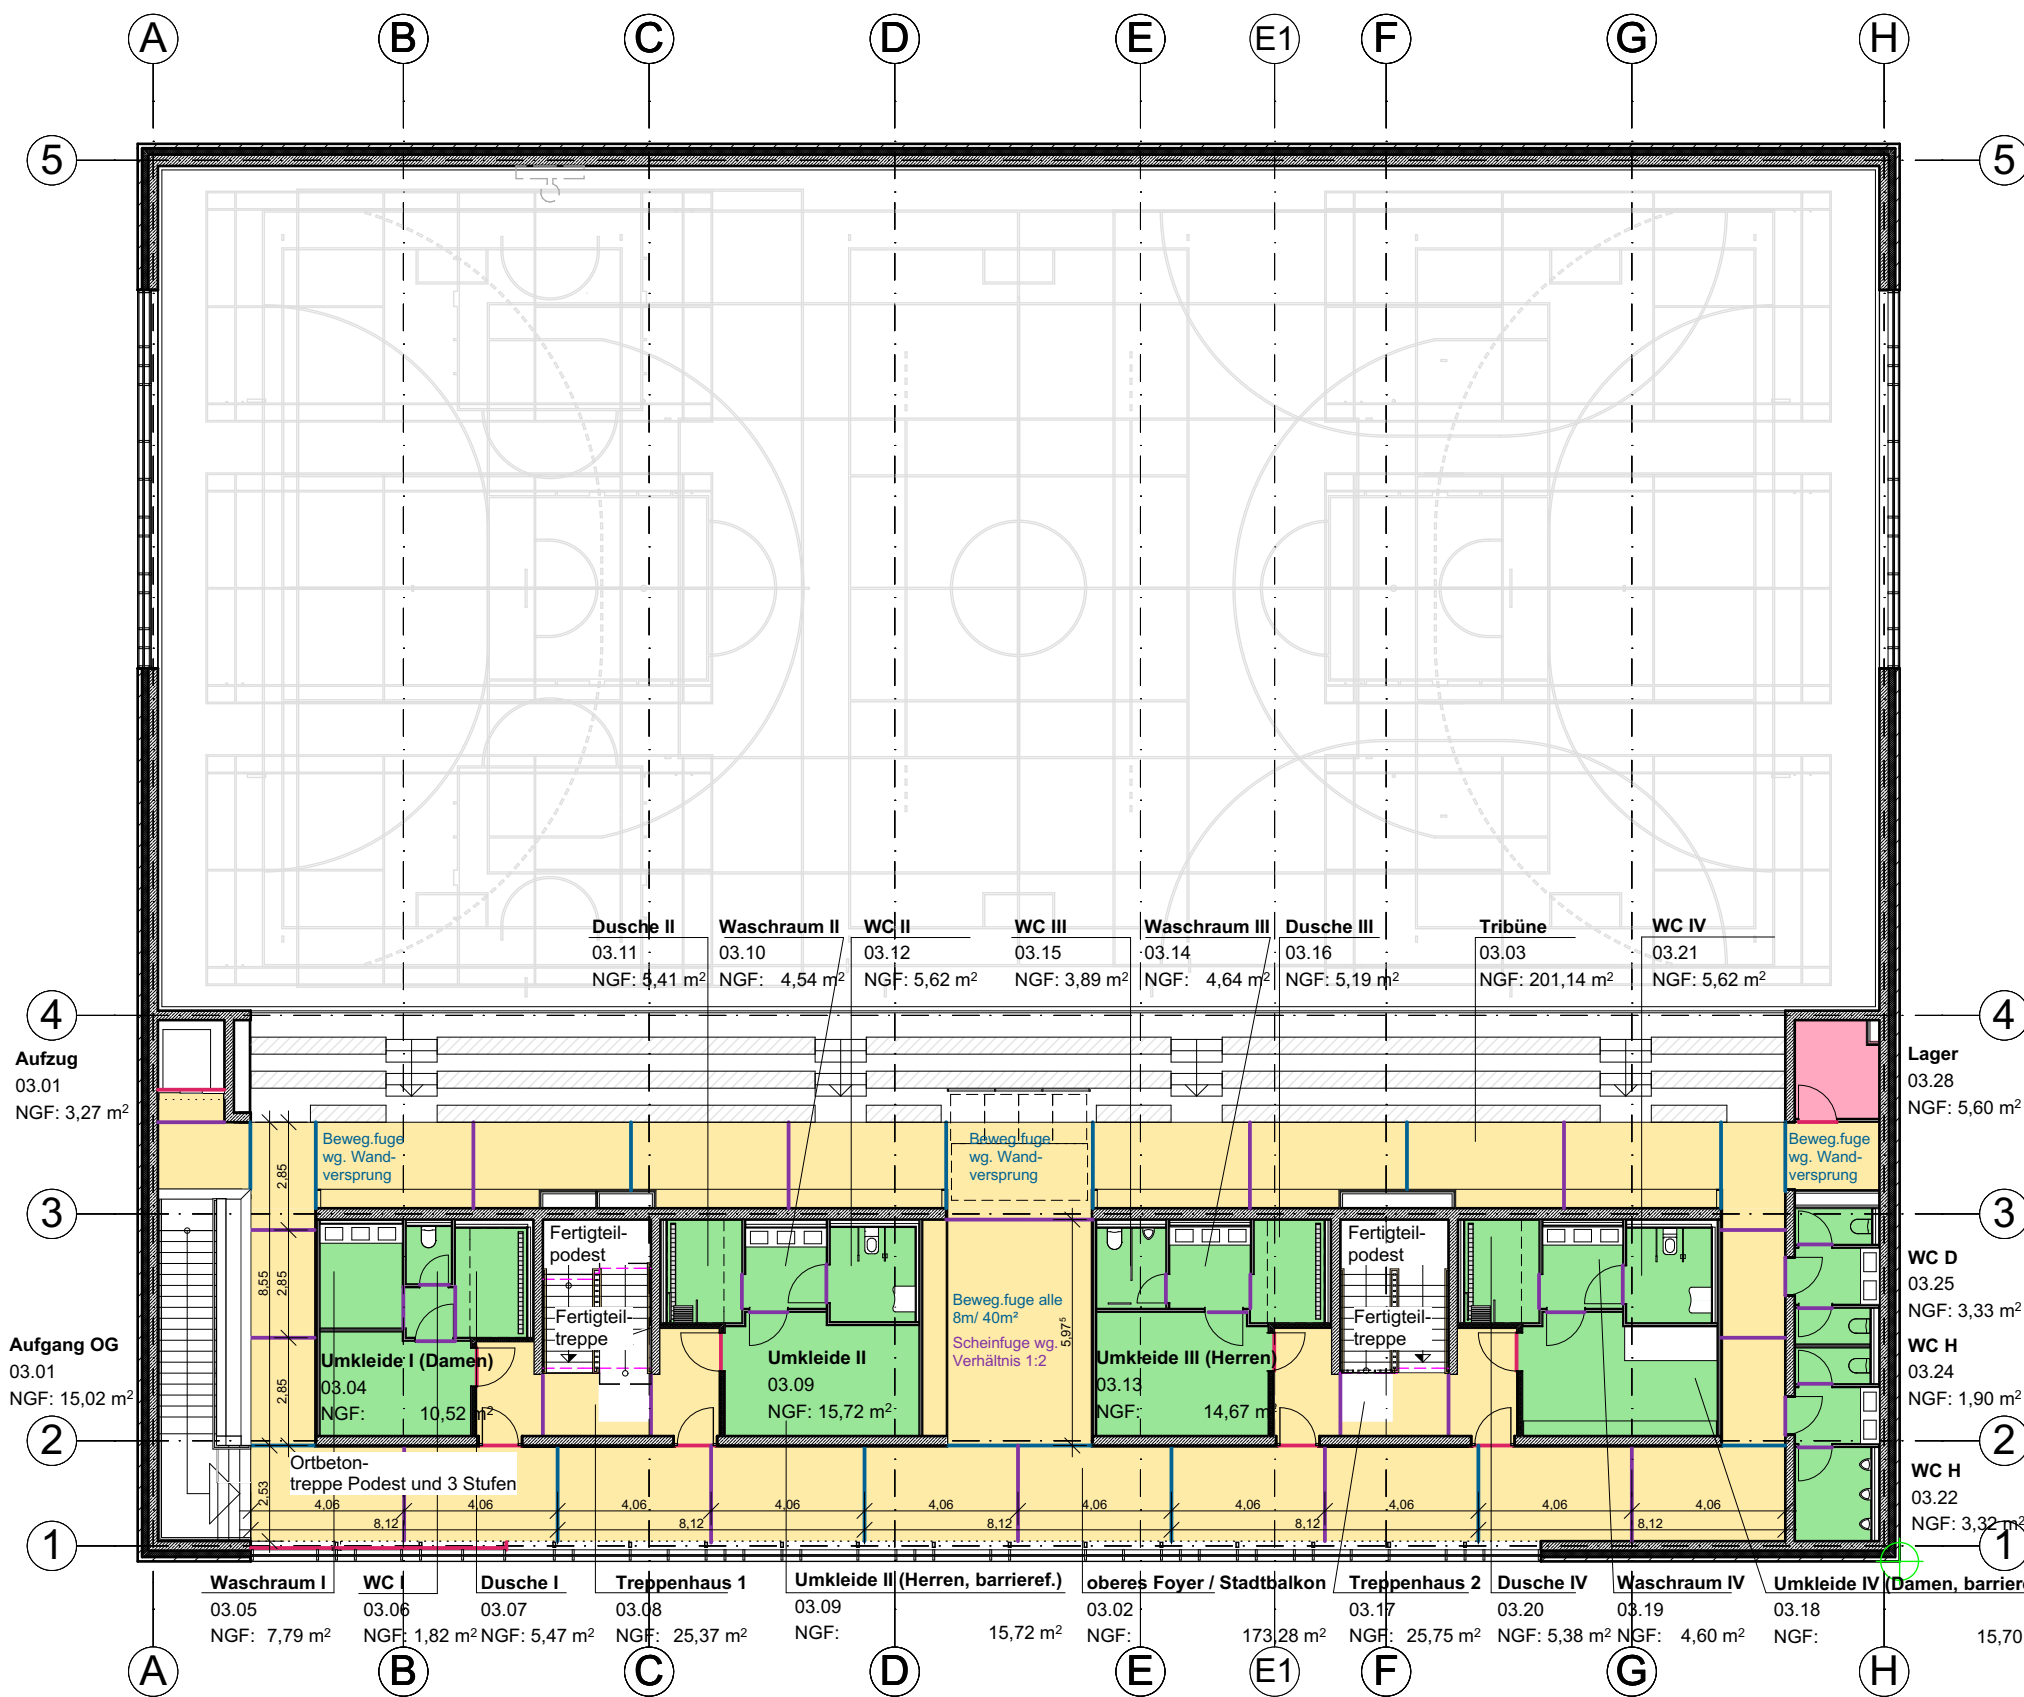 A B C D E E1 F G H
5 5
Dusche II
03.11
NGF: 5,41 m²
Waschraum II
03.10
NGF: 4,54 m²
WC II
03.12
NGF: 5,62 m²
WC III
03.15
NGF: 3,89 m²
Waschraum III
03.14
NGF: 4,64 m²
Dusche III
03.16
NGF: 5,19 m²
Tribüne
03.03
NGF: 201,14 m²
WC IV
03.21
NGF: 5,62 m²
4 4
Aufzug
03.01
NGF: 3,27 m²
Lager
03.28
NGF: 5,60 m²
Beweg.fuge
wg. Wand-
versprung
Beweg.fuge
wg. Wand-
versprung
Beweg.fuge
wg. Wand-
versprung
2,85
3 3
Fertigteil-
podest
Fertigteil-
treppe
Fertigteil-
podest
Fertigteil-
treppe
8,55
2,85
2,85
Beweg.fuge alle
8m/ 40m²
Scheinfuge wg.
Verhältnis 1:2
5,97⁵
WC D
03.25
NGF: 3,33 m²
WC H
03.24
NGF: 1,90 m²
Aufgang OG
03.01
NGF: 15,02 m²
Umkleide I (Damen)
03.04
NGF: 10,52 m²
Umkleide II
03.09
NGF: 15,72 m²
Umkleide III (Herren)
03.13
NGF: 14,67 m²
2 2
Ortbeton-
treppe Podest und 3 Stufen
WC H
03.22
NGF: 3,32 m²
2,53
4,06 4,06 4,06 4,06 4,06 4,06 4,06 4,06 4,06 4,06
8,12 8,12 8,12 8,12 8,12
1 1
Waschraum I
03.05
NGF: 7,79 m²
WC I
03.06
NGF: 1,82 m²
Dusche I
03.07
NGF: 5,47 m²
Treppenhaus 1
03.08
NGF: 25,37 m²
Umkleide II (Herren, barrieref.)
03.09
NGF: 15,72 m²
oberes Foyer / Stadtbalkon
03.02
NGF: 173,28 m²
Treppenhaus 2
03.17
NGF: 25,75 m²
Dusche IV
03.20
NGF: 5,38 m²
Waschraum IV
03.19
NGF: 4,60 m²
Umkleide IV (Damen, barriere
03.18
NGF: 15,70
A B C D E E1 F G H